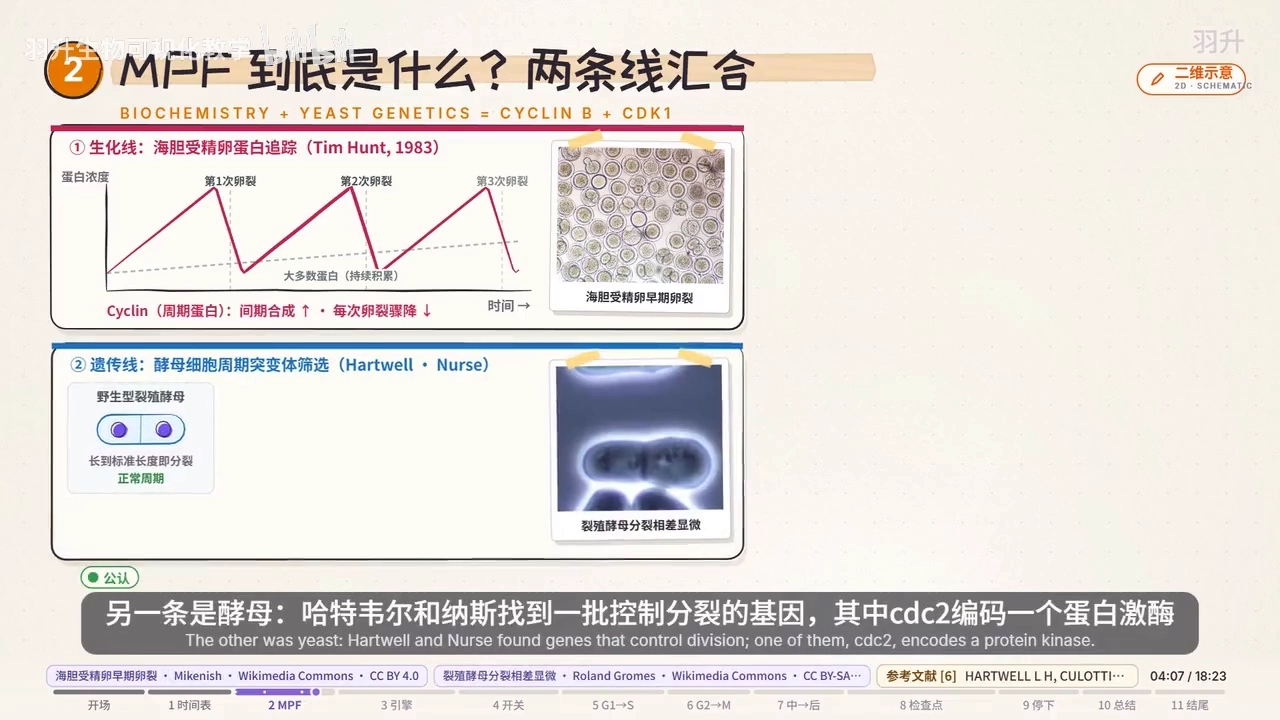 羽升生物可视化教学
羽升
2
MPF 到底是什么？两条线汇合
二维示意
2D · SCHEMATIC
BIOCHEMISTRY + YEAST GENETICS = CYCLIN B + CDK1
① 生化线：海胆受精卵蛋白追踪（Tim Hunt, 1983）
蛋白浓度
第1次卵裂
第2次卵裂
第3次卵裂
大多数蛋白（持续积累）
Cyclin（周期蛋白）：间期合成 ↑ · 每次卵裂骤降 ↓
时间 →
海胆受精卵早期卵裂
② 遗传线：酵母细胞周期突变体筛选（Hartwell · Nurse）
野生型裂殖酵母
长到标准长度即分裂
正常周期
裂殖酵母分裂相差显微
公认
另一条是酵母：哈特韦尔和纳斯找到一批控制分裂的基因，其中cdc2编码一个蛋白激酶
The other was yeast: Hartwell and Nurse found genes that control division; one of them, cdc2, encodes a protein kinase.
海胆受精卵早期卵裂 · Mikenish · Wikimedia Commons · CC BY 4.0
裂殖酵母分裂相差显微 · Roland Gromes · Wikimedia Commons · CC BY-SA…
参考文献 [6] HARTWELL L H, CULOTTI…
04:07 / 18:23
开场
1 时间表
2 MPF
3 引擎
4 开关
5 G1→S
6 G2→M
7 中→后
8 检查点
9 停下
10 总结
11 结尾